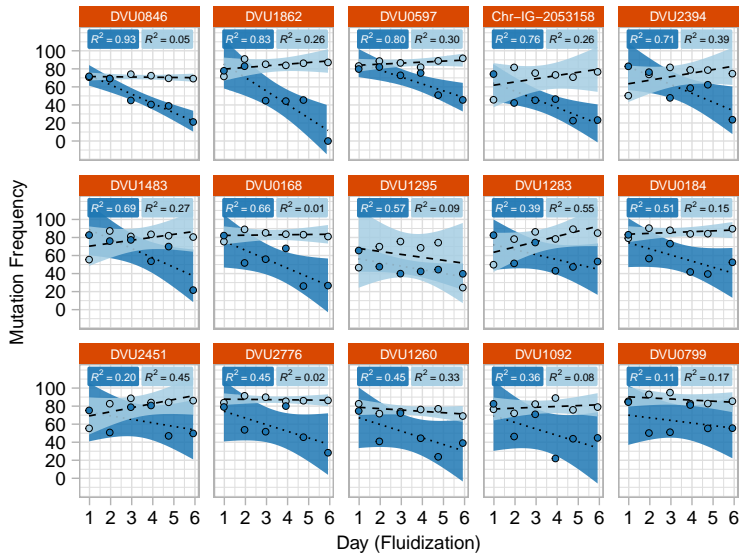 DVU0846 DVU1862 DVU0597 Chr−IG−2053158 DVU2394
100 R² = 0.93 R² = 0.05 R² = 0.83 R² = 0.26 R² = 0.80 R² = 0.30 R² = 0.76 R² = 0.26 R² = 0.71 R² = 0.39
80
60
40
20
0
DVU1483 DVU0168 DVU1295 DVU1283 DVU0184
100 R² = 0.69 R² = 0.27 R² = 0.66 R² = 0.01 R² = 0.57 R² = 0.09 R² = 0.39 R² = 0.55 R² = 0.51 R² = 0.15
80
60
40
20
0
Mutation Frequency
DVU2451 DVU2776 DVU1260 DVU1092 DVU0799
100 R² = 0.20 R² = 0.45 R² = 0.45 R² = 0.02 R² = 0.45 R² = 0.33 R² = 0.36 R² = 0.08 R² = 0.11 R² = 0.17
80
60
40
20
0
1 2 3 4 5 6 1 2 3 4 5 6 1 2 3 4 5 6 1 2 3 4 5 6 1 2 3 4 5 6
Day (Fluidization)